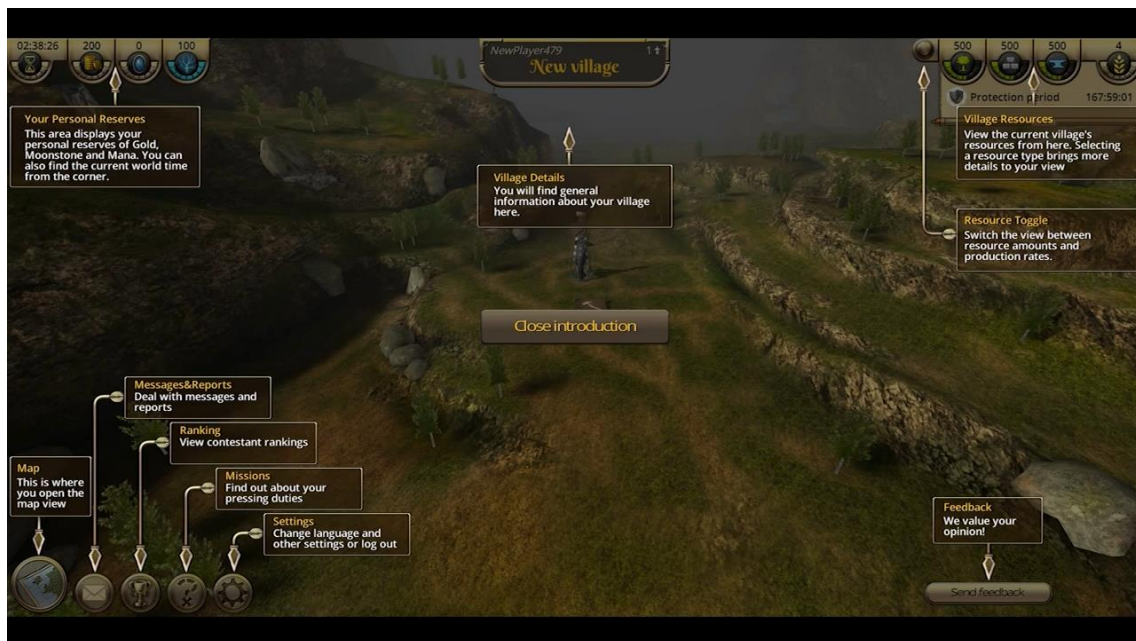 02:38:26 200 0 100
NewPlayer479 1
New village
500 500 500 4
Protection period 167:59:01
Your Personal Reserves
This area displays your
personal reserves of Gold,
Moonstone and Mana. You can
also find the current world time
from the corner.
Village Details
You will find general
information about your village
here.
Village Resources
View the current village's
resources from here. Selecting
a resource type brings more
details to your view
Resource Toggle
Switch the view between
resource amounts and
production rates.
Close introduction
Messages&Reports
Deal with messages and
reports
Ranking
View contestant rankings
Map
This is where
you open the
map view
Missions
Find out about your
pressing duties
Settings
Change language and
other settings or log out
Feedback
We value your
opinion!
Send feedback